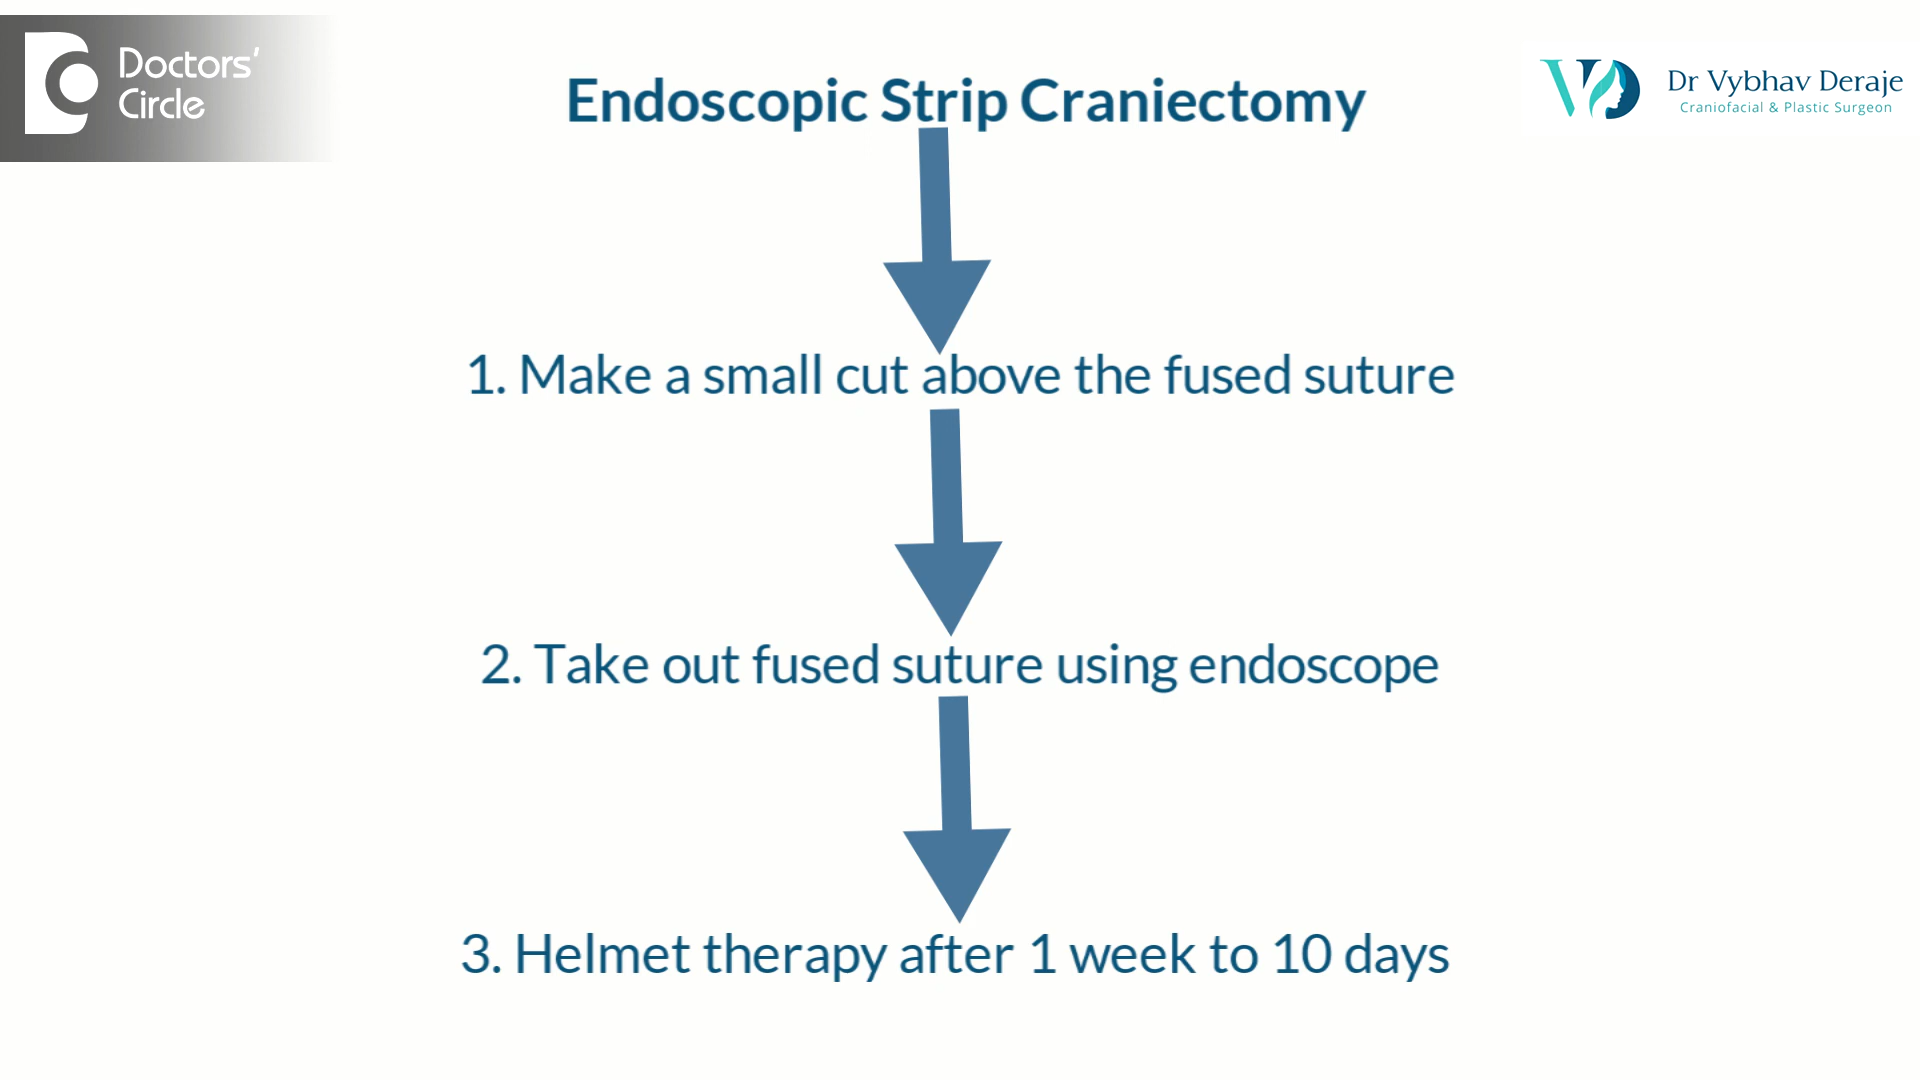 Doctors'
Circle
Endoscopic Strip Craniectomy
Dr Vybhav Deraje
Craniofacial & Plastic Surgeon
1. Make a small cut above the fused suture
2. Take out fused suture using endoscope
3. Helmet therapy after 1 week to 10 days